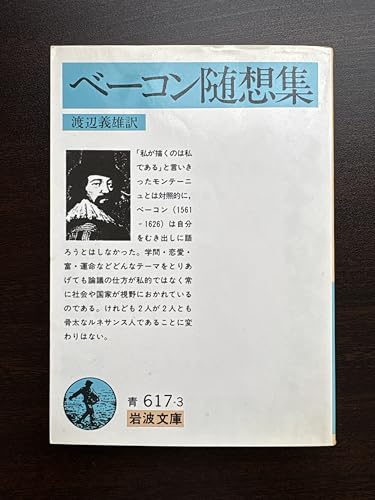 ベーコン随想集
渡辺義雄訳
「私が描くのは私
である」と言いき
ったモンテーニ
ュとは対照的に，
ベーコン（1561
-1626）は自分
をむき出しに語
ろうとはしなかった。学問・恋愛・
富・運命などどんなテーマをとりあ
げても論議の仕方が私的ではなく常
に社会や国家が視野におかれている
のである。けれども2人が2人とも
骨太なルネサンス人であることに変
わりはない。
青 617-3
岩波文庫